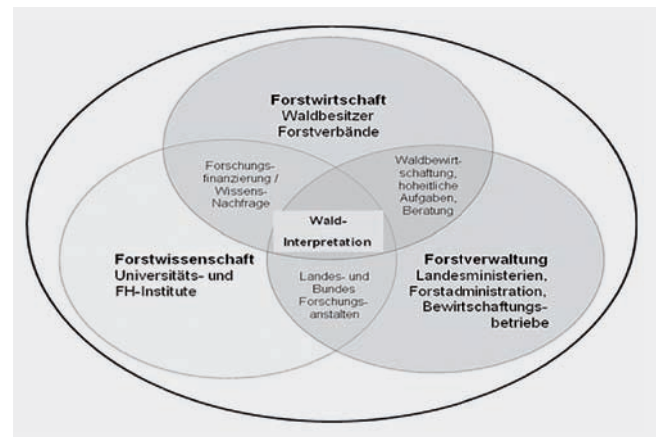 Forstwirtschaft
Waldbesitzer
Forstverbände
Forschungs-
finanzierung /
Wissens-
Nachfrage
Waldbewirt-
schaftung,
hoheitliche
Aufgaben,
Beratung
Wald-
Interpretation
Forstwissenschaft
Universitäts- und
FH-Institute
Landes- und
Bundes
Forschungs-
anstalten
Forstverwaltung
Landesministerien,
Forstadministration,
Bewirtschaftungs-
betriebe